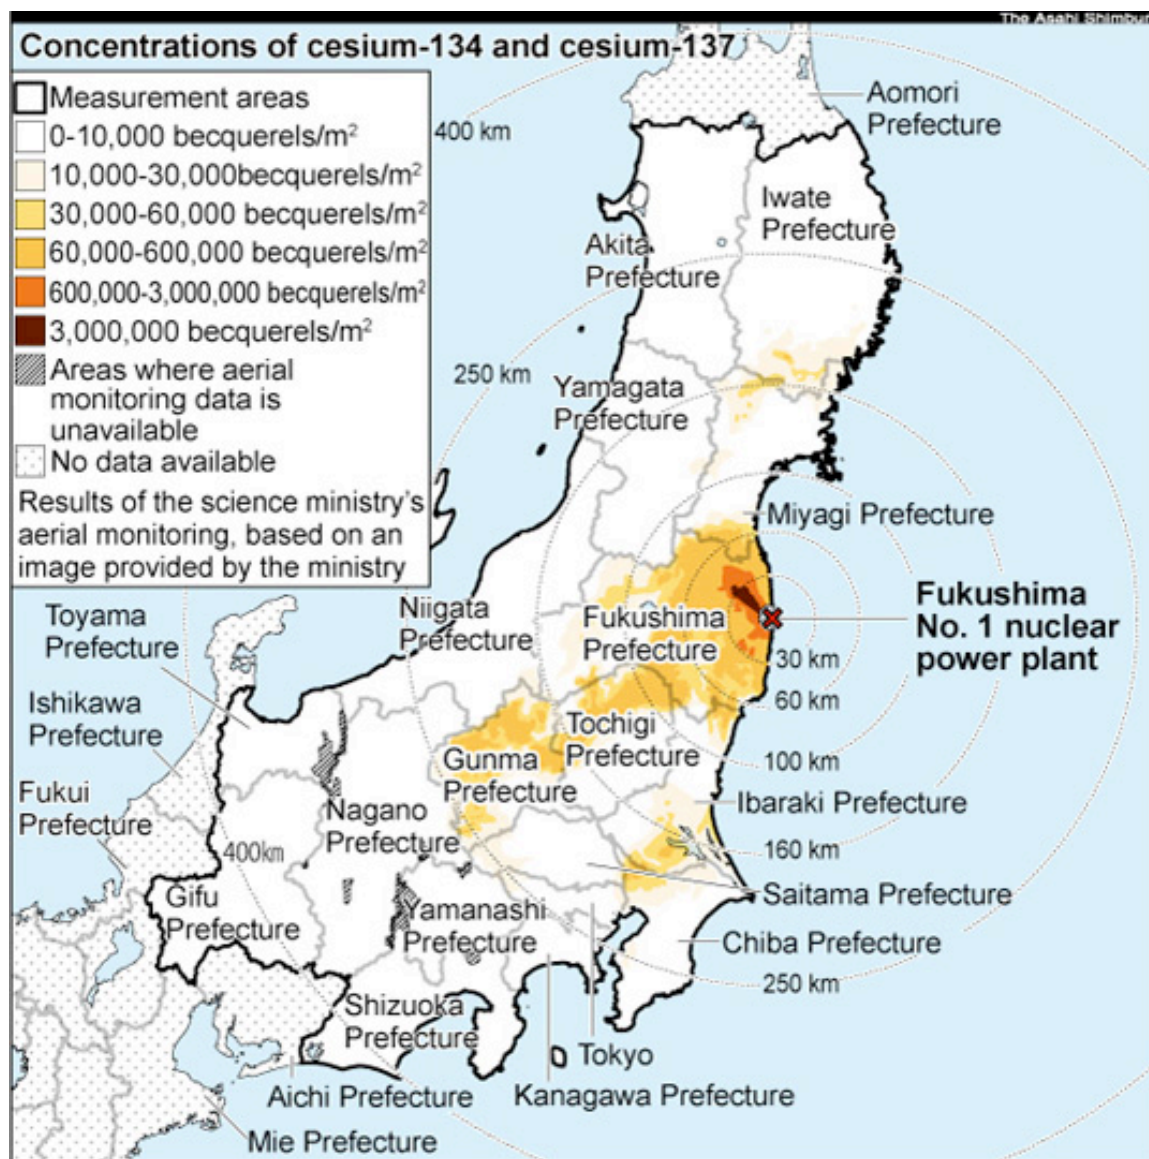 The Asahi Shimbun
Concentrations of cesium-134 and cesium-137
Measurement areas
0-10,000 becquerels/m²
10,000-30,000becquerels/m²
30,000-60,000 becquerels/m²
60,000-600,000 becquerels/m²
600,000-3,000,000 becquerels/m²
3,000,000 becquerels/m²
Areas where aerial
monitoring data is
unavailable
No data available
Results of the science ministry's
aerial monitoring, based on an
image provided by the ministry
400 km
Aomori
Prefecture
Iwate
Prefecture
Akita
Prefecture
250 km
Yamagata
Prefecture
Miyagi Prefecture
Fukushima
No. 1 nuclear
power plant
Niigata
Prefecture
Fukushima
Prefecture
30 km
60 km
100 km
160 km
250 km
Toyama
Prefecture
Ishikawa
Prefecture
Fukui
Prefecture
Tochigi
Prefecture
Gunma
Prefecture
Nagano
Prefecture
Ibaraki Prefecture
400km
Gifu
Prefecture
Yamanashi
Prefecture
Saitama Prefecture
Chiba Prefecture
Shizuoka
Prefecture
Tokyo
Kanagawa Prefecture
Aichi Prefecture
Mie Prefecture